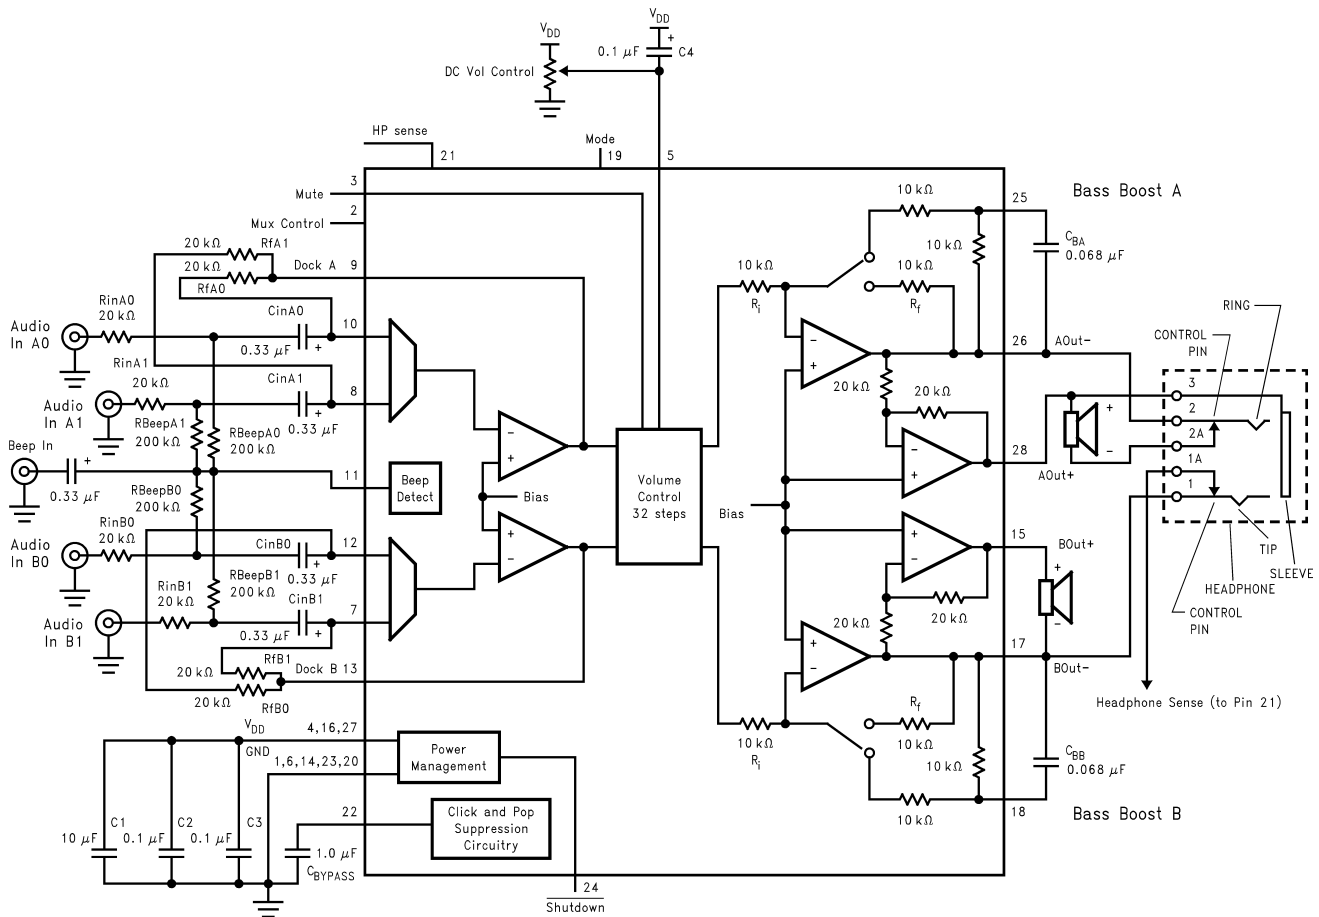 V_DD
V_DD
0.1 µF
C4
DC Vol Control
HP sense
21
Mode
19
5
3
Mute
2
Mux Control
20 kΩ
RfA1
20 kΩ
RfA0
Dock A
9
RinA0
20 kΩ
Audio
In A0
CinA0
0.33 µF
+
10
RinA1
20 kΩ
Audio
In A1
CinA1
0.33 µF
+
8
RBeepA1
200 kΩ
RBeepA0
200 kΩ
Beep In
+
0.33 µF
11
Beep
Detect
RBeepB0
200 kΩ
RinB0
20 kΩ
Audio
In B0
CinB0
0.33 µF
+
12
RinB1
20 kΩ
Audio
In B1
RBeepB1
200 kΩ
CinB1
0.33 µF
+
7
20 kΩ
RfB1
20 kΩ
RfB0
Dock B
13
−
+
Bias
+
−
Volume
Control
32 steps
10 kΩ
R_i
10 kΩ
10 kΩ
10 kΩ
R_f
25
Bass Boost A
C_BA
0.068 µF
−
+
26
AOut−
20 kΩ
20 kΩ
−
+
28
AOut+
+
−
Bias
+
−
15
BOut+
+
−
20 kΩ
20 kΩ
+
−
17
BOut−
10 kΩ
R_i
R_f
10 kΩ
10 kΩ
10 kΩ
C_BB
0.068 µF
18
Bass Boost B
RING
CONTROL
PIN
3
2
2A
1A
1
TIP
SLEEVE
HEADPHONE
CONTROL
PIN
Headphone Sense (to Pin 21)
V_DD
4,16,27
GND
1,6,14,23,20
Power
Management
22
Click and Pop
Suppression
Circuitry
C1
10 µF
C2
0.1 µF
C3
0.1 µF
1.0 µF
C_BYPASS
24
Shutdown
+